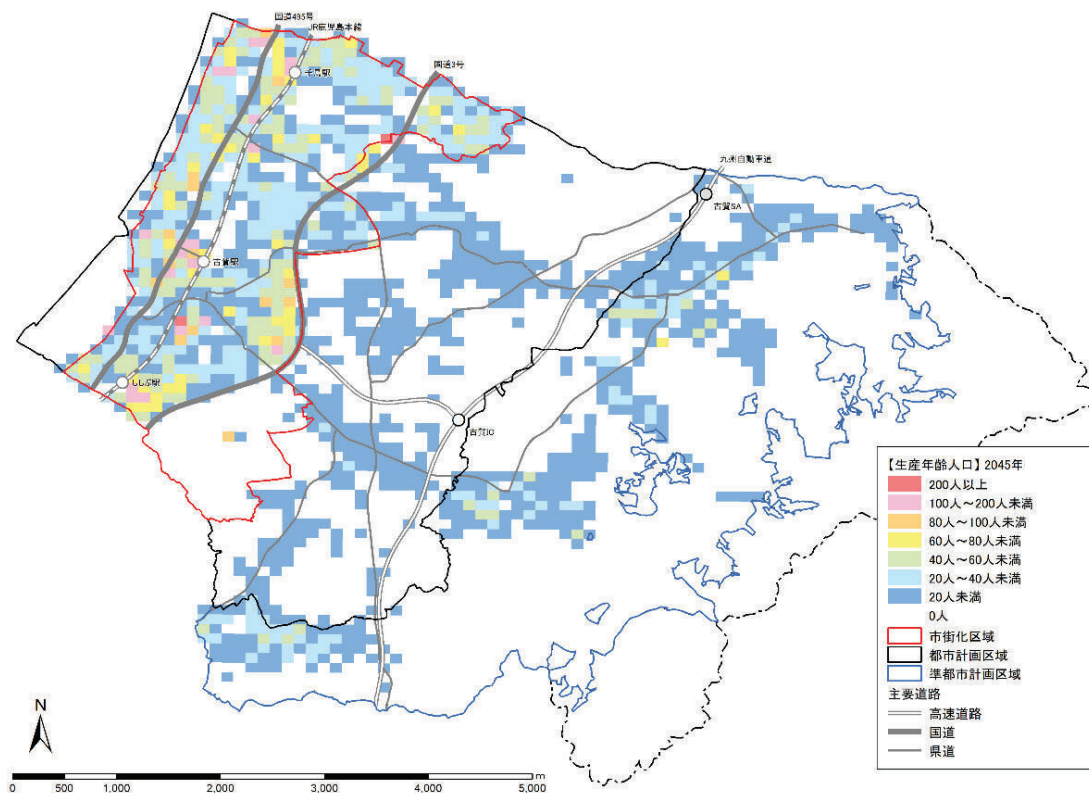 国道495号
JR鹿児島本線
千鳥駅
国道3号
九州自動車道
古賀SA
古賀駅
ししぶ駅
古賀IC
【生産年齢人口】2045年
200人以上
100人～200人未満
80人～100人未満
60人～80人未満
40人～60人未満
20人～40人未満
20人未満
0人
市街化区域
都市計画区域
準都市計画区域
主要道路
高速道路
国道
県道
N
0 500 1,000 2,000 3,000 4,000 5,000 m